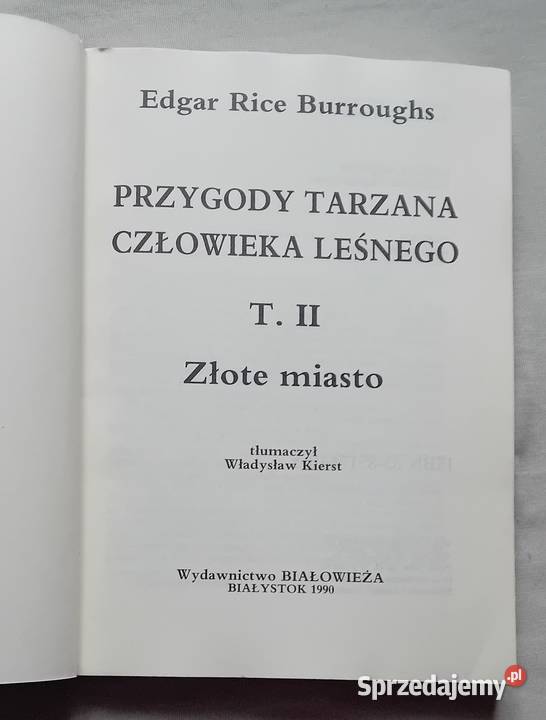 Edgar Rice Burroughs
PRZYGODY TARZANA
CZŁOWIEKA LEŚNEGO
T. II
Złote miasto
tłumaczył
Władysław Kierst
Wydawnictwo BIAŁOWIEŻA
BIAŁYSTOK 1990
Sprzedajemy.pl